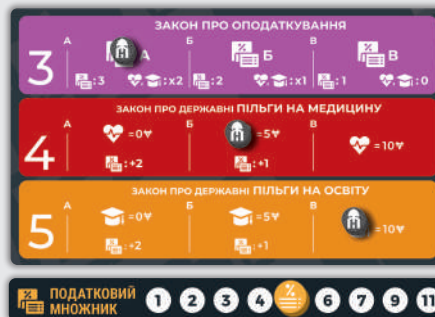 ЗАКОН ПРО ОПОДАТКУВАННЯ
3 А Б В
А Б В
:3 :x2 :2 :x1 :1 :0
ЗАКОН ПРО ДЕРЖАВНІ ПІЛЬГИ НА МЕДИЦИНУ
4 А Б В
=0₴ =5₴ =10₴
:+2 :+1
ЗАКОН ПРО ДЕРЖАВНІ ПІЛЬГИ НА ОСВІТУ
5 А Б В
=0₴ =5₴ =10₴
:+2 :+1
ПОДАТКОВИЙ
МНОЖНИК
1 2 3 4 6 7 9 11